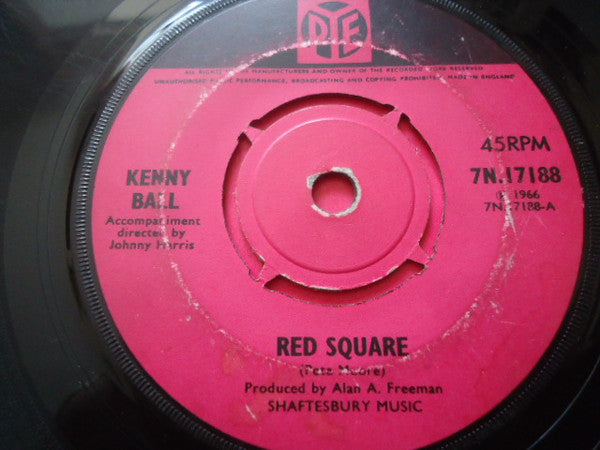 PYE
ALL RIGHTS OF THE MANUFACTURERS AND OWNER OF THE RECORDED WORK RESERVED
UNAUTHORISED PUBLIC PERFORMANCE, BROADCASTING AND COPYING PROHIBITED. MADE IN ENGLAND
45RPM
7N.17188
℗ 1966
7N.17188-A
KENNY
BALL
Accompaniment
directed by
Johnny Harris
RED SQUARE
(Pete Moore)
Produced by Alan A. Freeman
SHAFTESBURY MUSIC